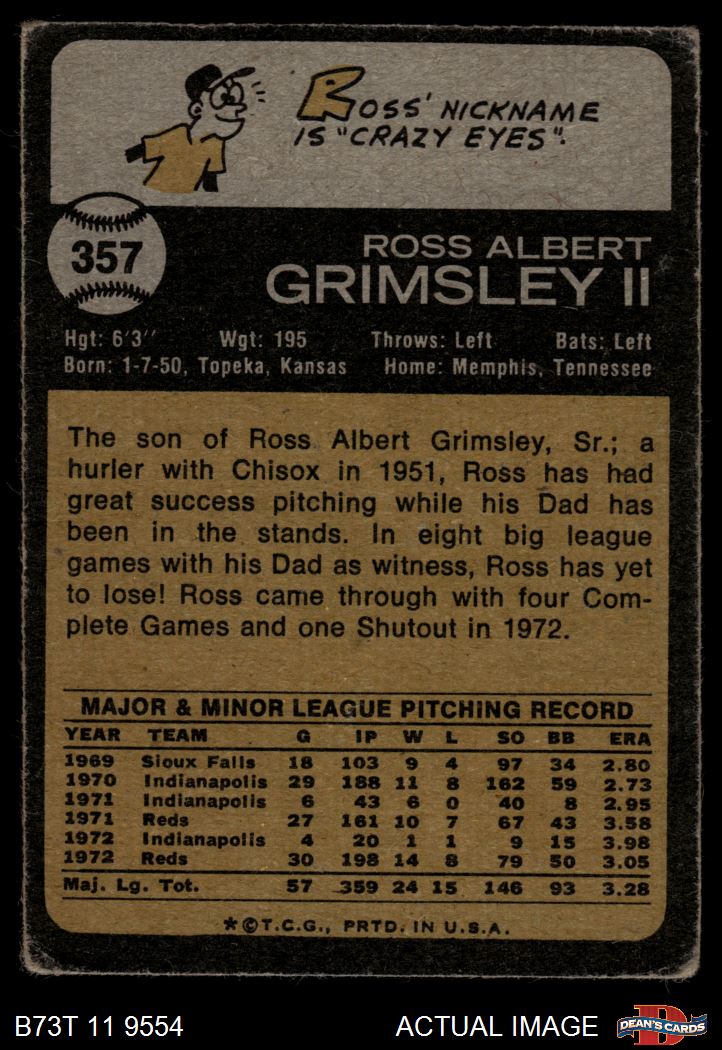 ROSS' NICKNAME
IS "CRAZY EYES".
357
ROSS ALBERT
GRIMSLEY II
Hgt: 6'3" Wgt: 195 Throws: Left Bats: Left
Born: 1-7-50, Topeka, Kansas Home: Memphis, Tennessee
The son of Ross Albert Grimsley, Sr.; a
hurler with Chisox in 1951, Ross has had
great success pitching while his Dad has
been in the stands. In eight big league
games with his Dad as witness, Ross has yet
to lose! Ross came through with four Com-
plete Games and one Shutout in 1972.
MAJOR & MINOR LEAGUE PITCHING RECORD
YEAR TEAM G IP W L SO BB ERA
1969 Sioux Falls 18 103 9 4 97 34 2.80
1970 Indianapolis 29 188 11 8 162 59 2.73
1971 Indianapolis 6 43 6 0 40 8 2.95
1971 Reds 27 161 10 7 67 43 3.58
1972 Indianapolis 4 20 1 1 9 15 3.98
1972 Reds 30 198 14 8 79 50 3.05
Maj. Lg. Tot. 57 359 24 15 146 93 3.28
*©T.C.G., PRTD. IN U.S.A.
B73T 11 9554 ACTUAL IMAGE DEAN'S CARDS